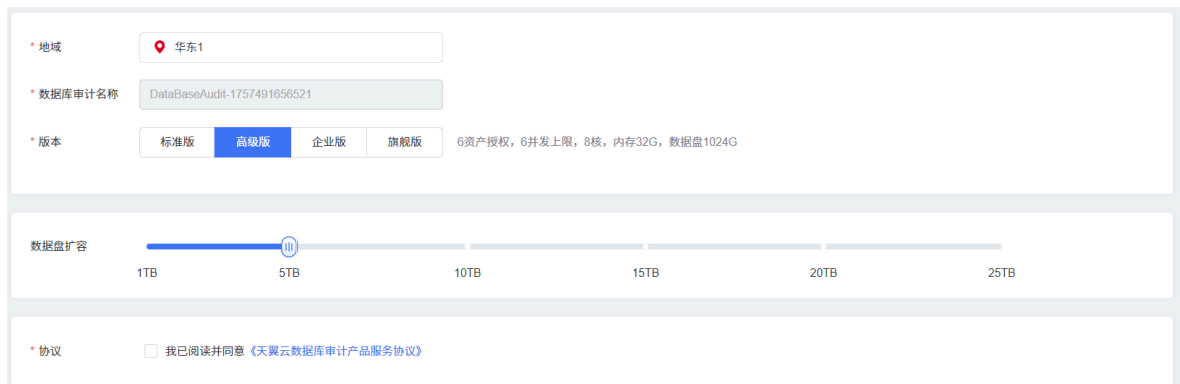 * 地域 华东1
* 数据库审计名称 DataBaseAudit-1757491656521
* 版本 标准版 高级版 企业版 旗舰版 6资产授权，6并发上限，8核，内存32G，数据盘1024G
数据盘扩容
1TB 5TB 10TB 15TB 20TB 25TB
* 协议 我已阅读并同意《天翼云数据库审计产品服务协议》